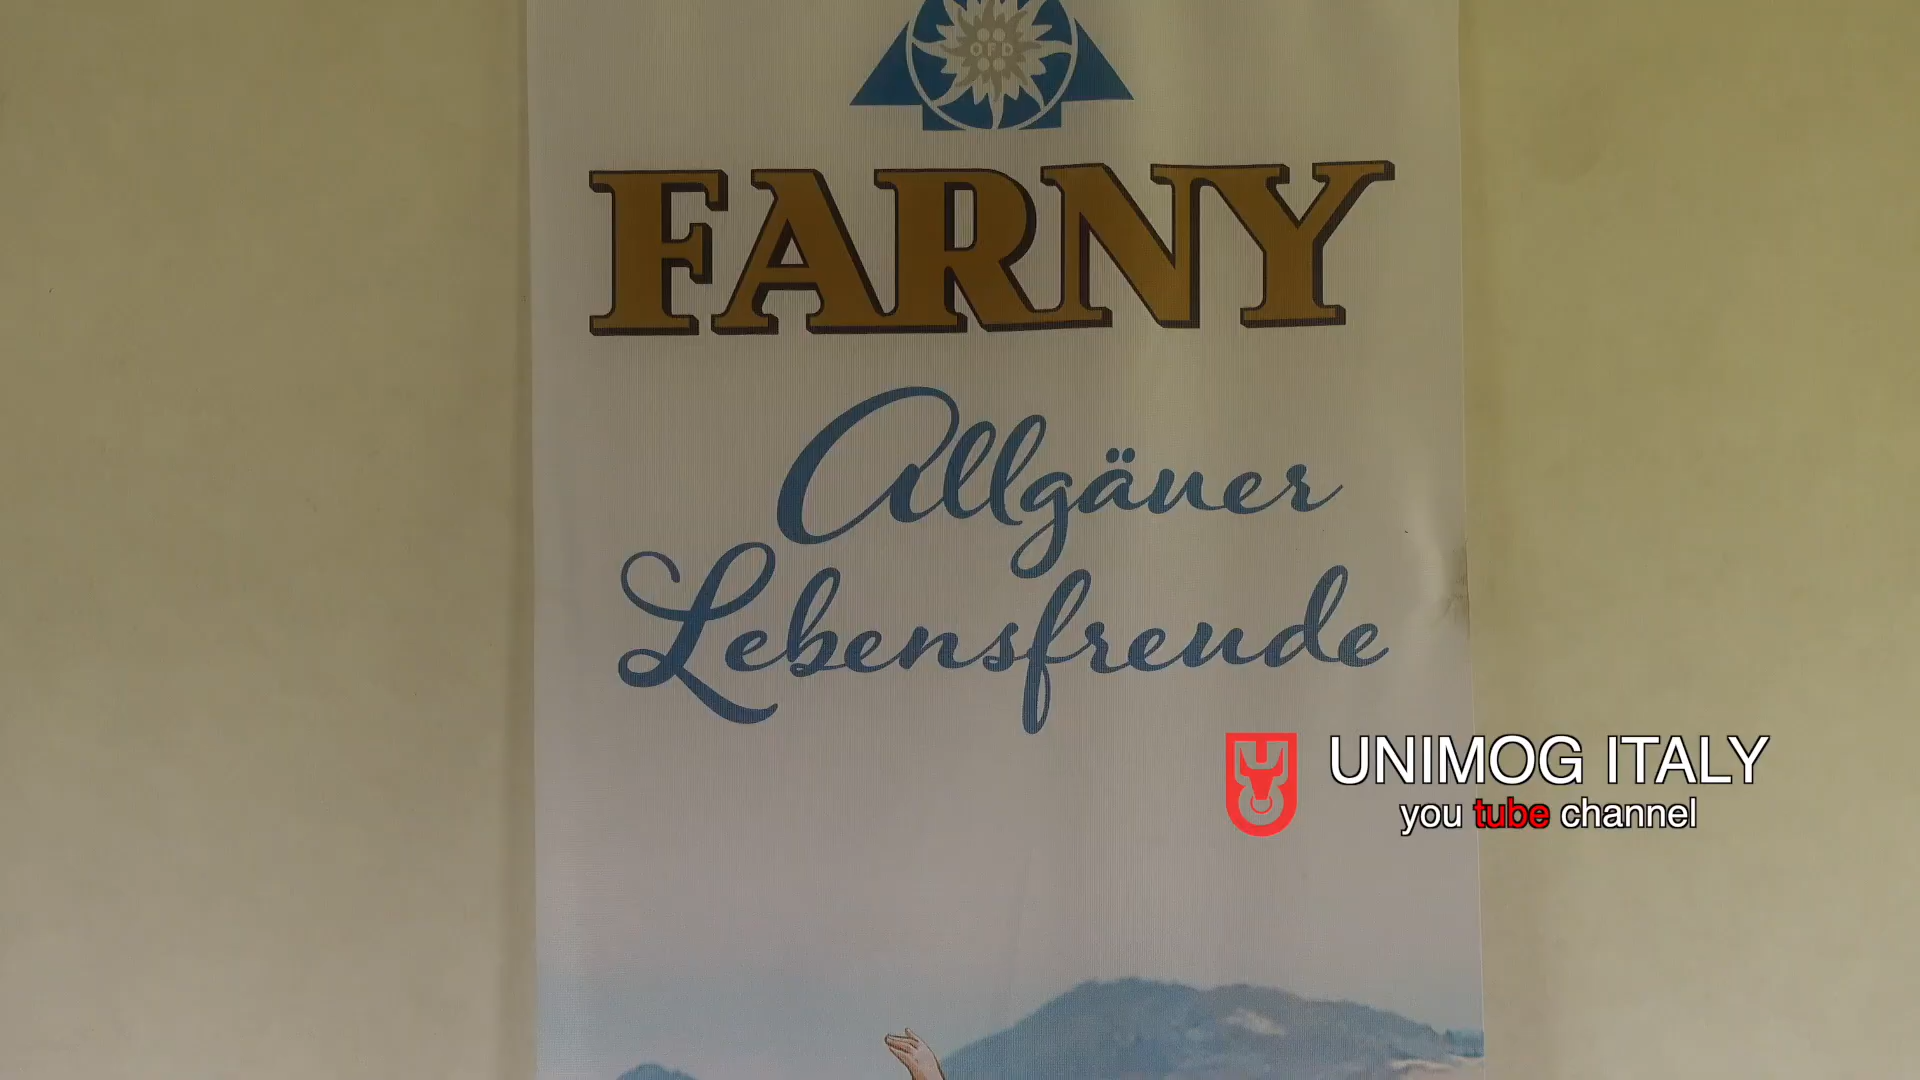 OFD
FARNY
Allgäuer
Lebensfreude
UNIMOG ITALY
you tube channel